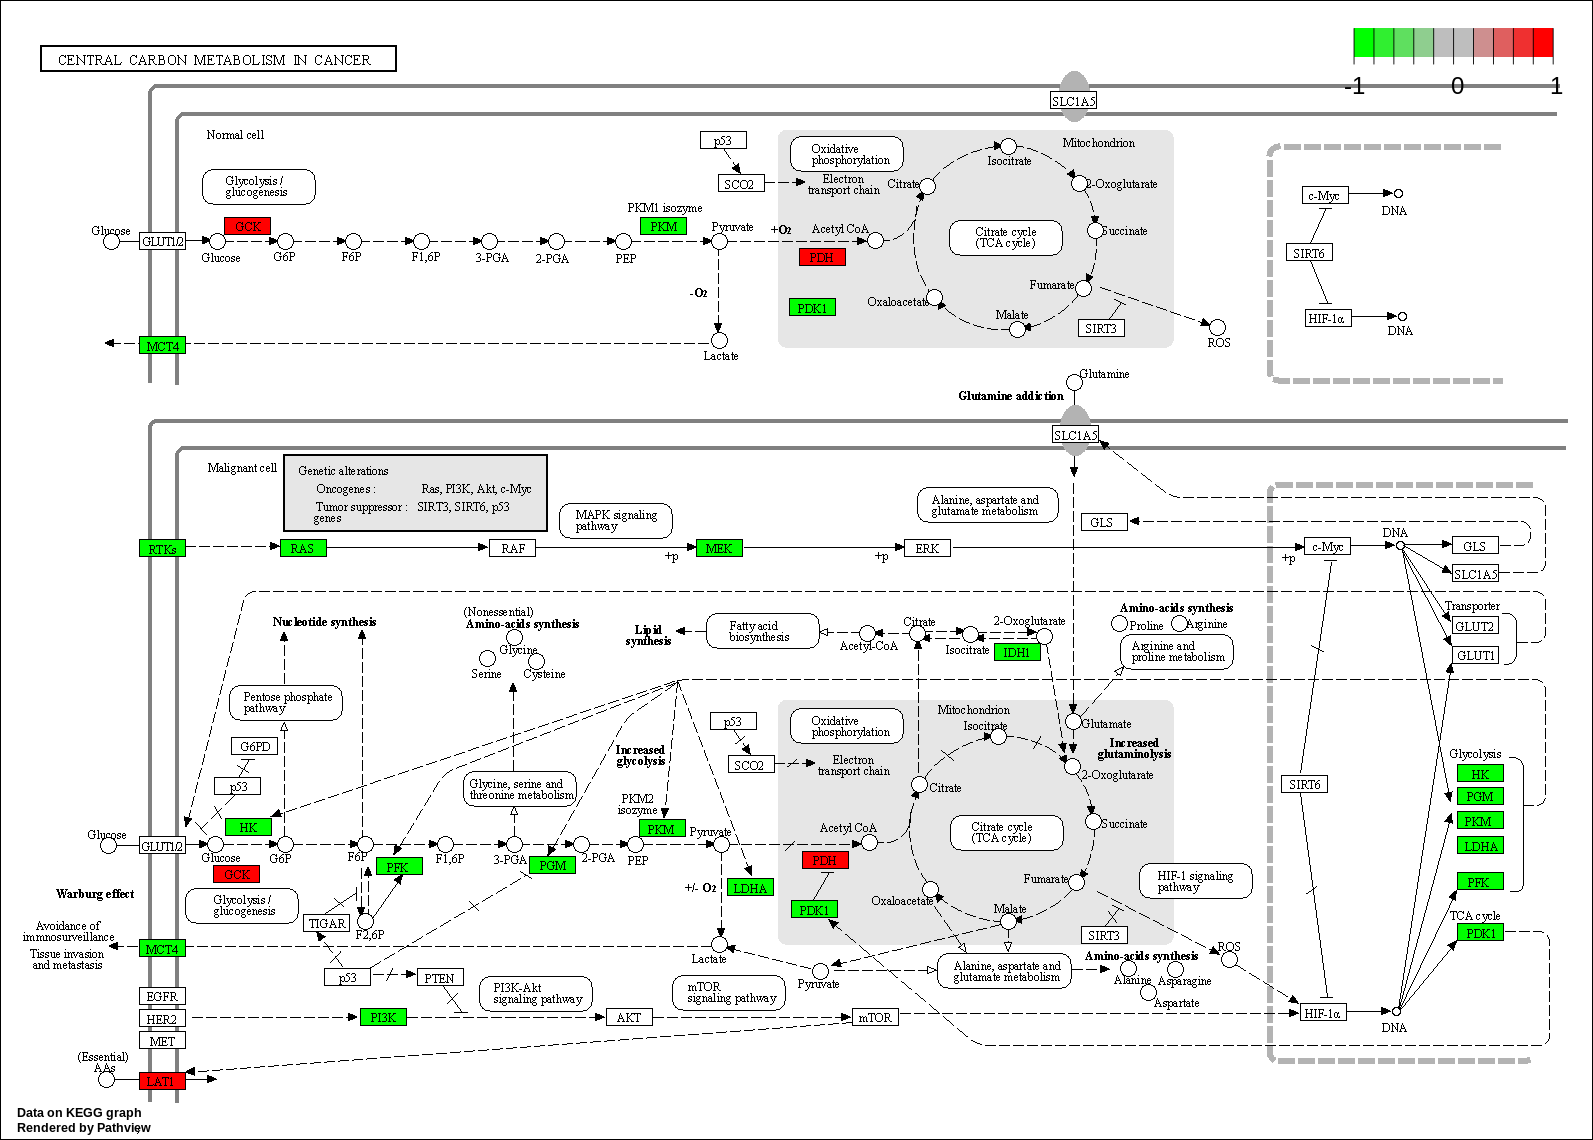 CENTRAL CARBON METABOLISM IN CANCER
-1 0 1
SLC1A5
Normal cell
p53
Oxidative
phosphorylation
Isocitrate
Mitochondrion
Glycolysis /
glucogenesis
SCO2
Electron
transport chain
Citrate
2-Oxoglutarate
c-Myc
DNA
PKM1 isozyme
GCK
PKM
Glucose
GLUT1/2
Pyruvate
+O2
Acetyl CoA
Citrate cycle
(TCA cycle)
Succinate
SIRT6
Glucose
G6P
F6P
F1,6P
3-PGA
2-PGA
PEP
PDH
-O2
PDK1
Oxaloacetate
Fumarate
Malate
SIRT3
HIF-1α
DNA
MCT4
Lactate
ROS
Glutamine
Glutamine addiction
SLC1A5
Malignant cell
Genetic alterations
Oncogenes : Ras, PI3K, Akt, c-Myc
Tumor suppressor : SIRT3, SIRT6, p53
genes
MAPK signaling
pathway
Alanine, aspartate and
glutamate metabolism
GLS
RTKs
RAS
RAF
+p
MEK
+p
ERK
+p
c-Myc
DNA
GLS
SLC1A5
Transporter
GLUT2
GLUT1
Nucleotide synthesis
(Nonessential)
Amino-acids synthesis
Glycine
Serine
Cysteine
Lipid
synthesis
Fatty acid
biosynthesis
Acetyl-CoA
Citrate
Isocitrate
2-Oxoglutarate
IDH1
Amino-acids synthesis
Proline
Arginine
Arginine and
proline metabolism
Pentose phosphate
pathway
G6PD
p53
Glycine, serine and
threonine metabolism
Increased
glycolysis
p53
SCO2
Oxidative
phosphorylation
Electron
transport chain
Mitochondrion
Isocitrate
Glutamate
Increased
glutaminolysis
2-Oxoglutarate
Citrate
SIRT6
Glycolysis
HK
PGM
PKM
LDHA
PFK
TCA cycle
PDK1
PKM2
isozyme
HK
PKM
Glucose
GLUT1/2
Glucose
G6P
F6P
F1,6P
3-PGA
2-PGA
PEP
Pyruvate
Acetyl CoA
Citrate cycle
(TCA cycle)
Succinate
GCK
PFK
PGM
LDHA
PDH
Warburg effect
Glycolysis /
glucogenesis
+/- O2
PDK1
Oxaloacetate
Fumarate
Malate
HIF-1 signaling
pathway
TIGAR
F2,6P
SIRT3
Avoidance of
immnosurveillance
Tissue invasion
and metastasis
MCT4
Lactate
ROS
p53
PTEN
PI3K-Akt
signaling pathway
mTOR
signaling pathway
Pyruvate
Alanine, aspartate and
glutamate metabolism
Amino-acids synthesis
Alanine
Asparagine
Aspartate
EGFR
HER2
MET
PI3K
AKT
mTOR
HIF-1α
DNA
(Essential)
AAs
LAT1
Data on KEGG graph
Rendered by Pathview